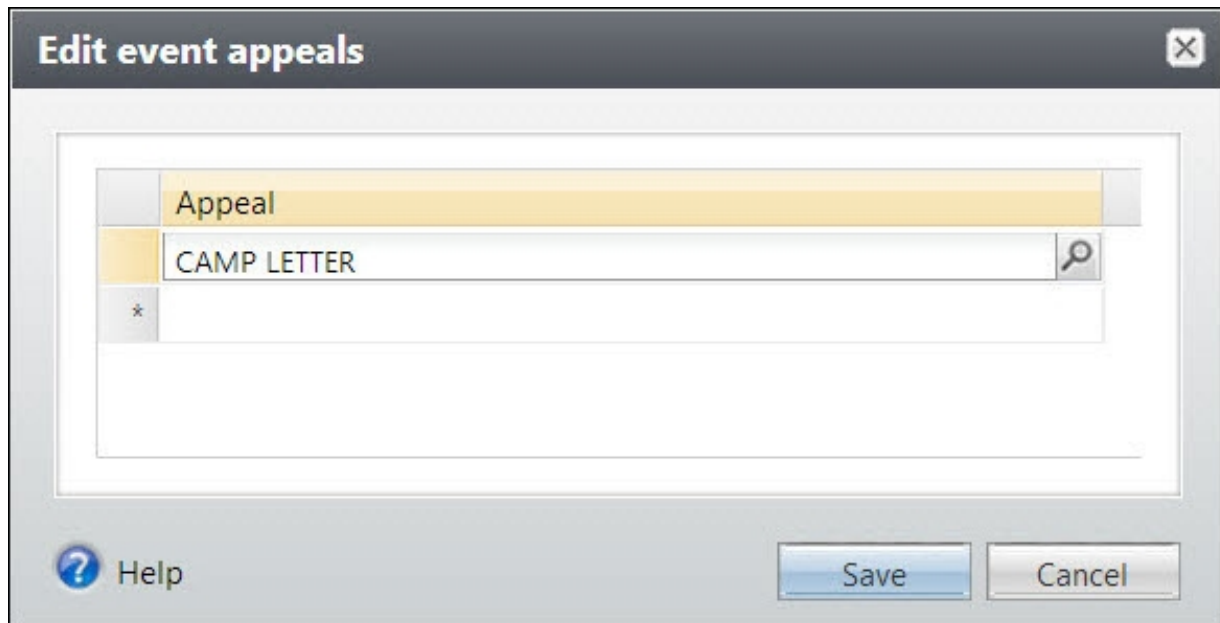 Edit event appeals
Appeal
CAMP LETTER
*
Help
Save Cancel